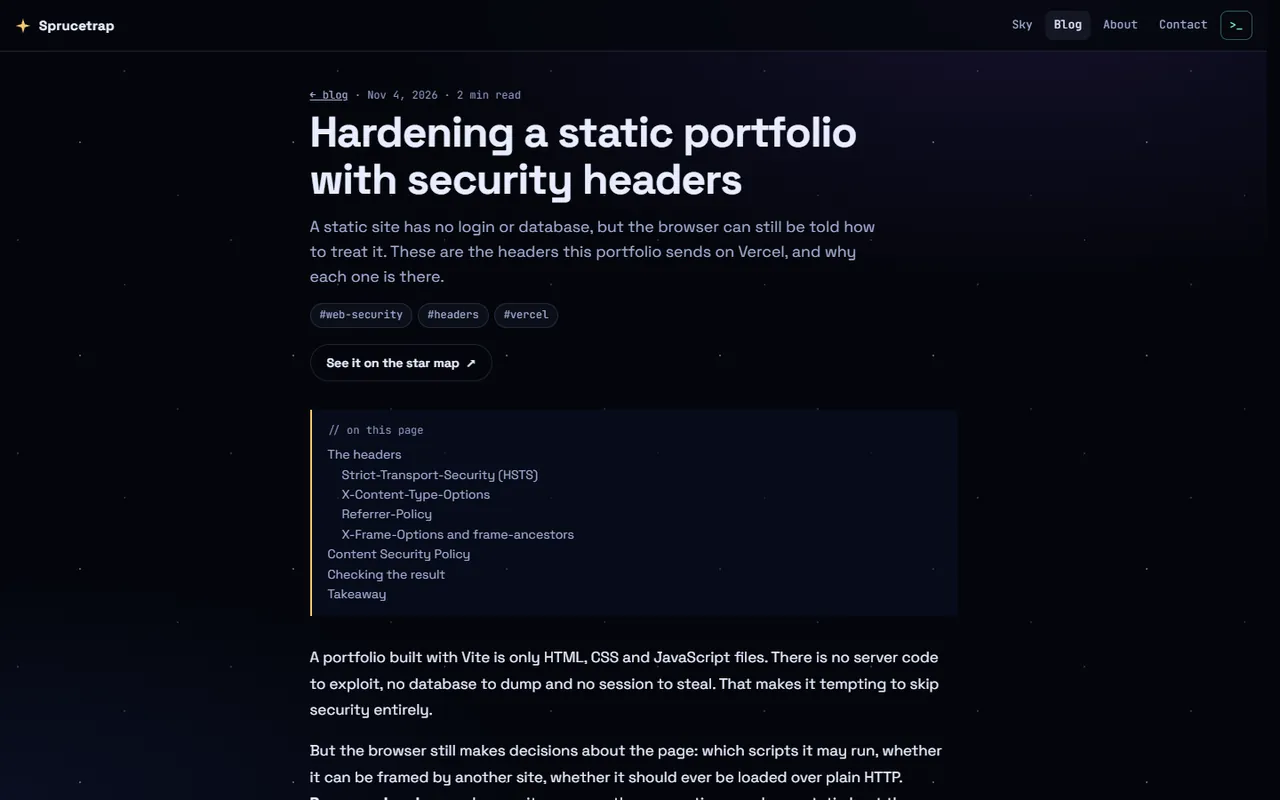 Sprucetrap
Sky Blog About Contact >_
← blog · Nov 4, 2026 · 2 min read
Hardening a static portfolio
with security headers
A static site has no login or database, but the browser can still be told how
to treat it. These are the headers this portfolio sends on Vercel, and why
each one is there.
#web-security #headers #vercel
See it on the star map ↗
// on this page
The headers
Strict-Transport-Security (HSTS)
X-Content-Type-Options
Referrer-Policy
X-Frame-Options and frame-ancestors
Content Security Policy
Checking the result
Takeaway
A portfolio built with Vite is only HTML, CSS and JavaScript files. There is no server code
to exploit, no database to dump and no session to steal. That makes it tempting to skip
security entirely.
But the browser still makes decisions about the page: which scripts it may run, whether
it can be framed by another site, whether it should ever be loaded over plain HTTP.